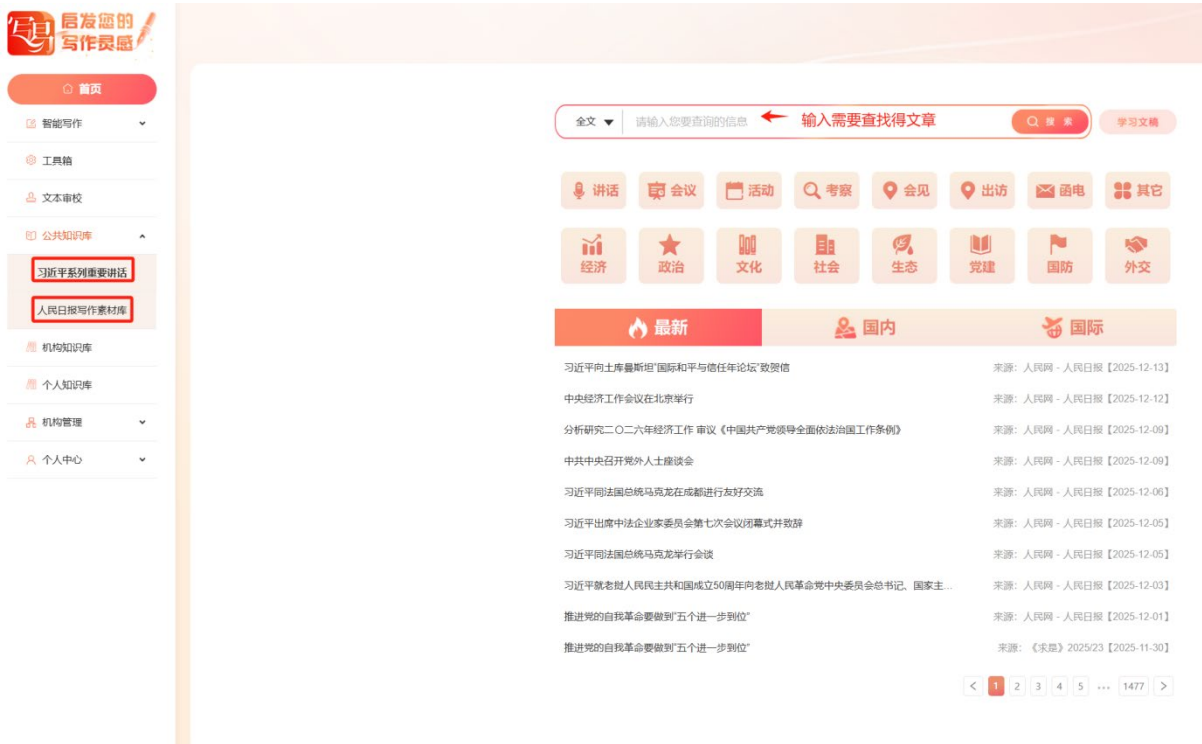 写易
启发您的
写作灵感
首页
智能写作
工具箱
文本审校
公共知识库
习近平系列重要讲话
人民日报写作素材库
机构知识库
个人知识库
机构管理
个人中心
全文 请输入您要查询的信息 输入需要查找得文章 搜索 学习文稿
讲话 会议 活动 考察 会见 出访 函电 其它
经济 政治 文化 社会 生态 党建 国防 外交
最新 国内 国际
习近平向土库曼斯坦“国际和平与信任年论坛”致贺信 来源：人民网 - 人民日报【2025-12-13】
中央经济工作会议在北京举行 来源：人民网 - 人民日报【2025-12-12】
分析研究二〇二六年经济工作 审议《中国共产党领导全面依法治国工作条例》 来源：人民网 - 人民日报【2025-12-09】
中共中央召开党外人士座谈会 来源：人民网 - 人民日报【2025-12-09】
习近平同法国总统马克龙在成都进行友好交流 来源：人民网 - 人民日报【2025-12-06】
习近平出席中法企业家委员会第七次会议闭幕式并致辞 来源：人民网 - 人民日报【2025-12-05】
习近平同法国总统马克龙举行会谈 来源：人民网 - 人民日报【2025-12-05】
习近平就老挝人民民主共和国成立50周年向老挝人民革命党中央委员会总书记、国家主... 来源：人民网 - 人民日报【2025-12-03】
推进党的自我革命要做到“五个进一步到位” 来源：人民网 - 人民日报【2025-12-01】
推进党的自我革命要做到“五个进一步到位” 来源：《求是》2025/23【2025-11-30】
< 1 2 3 4 5 ••• 1477 >